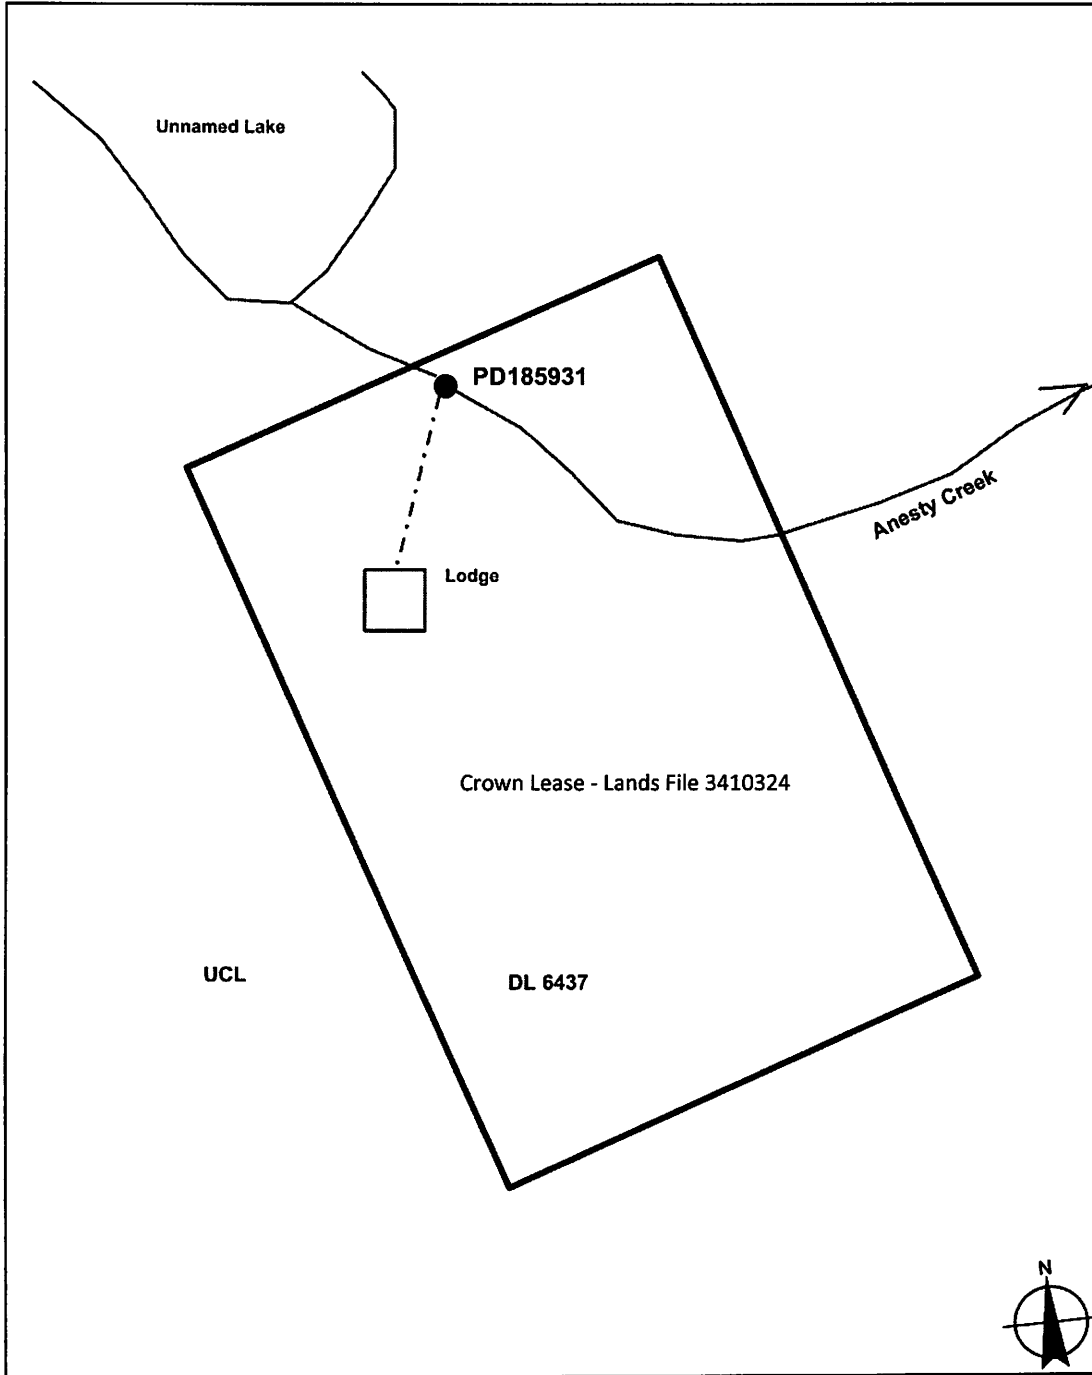 Unnamed Lake
PD185931
Anesty Creek
Lodge
Crown Lease - Lands File 3410324
UCL
DL 6437
N